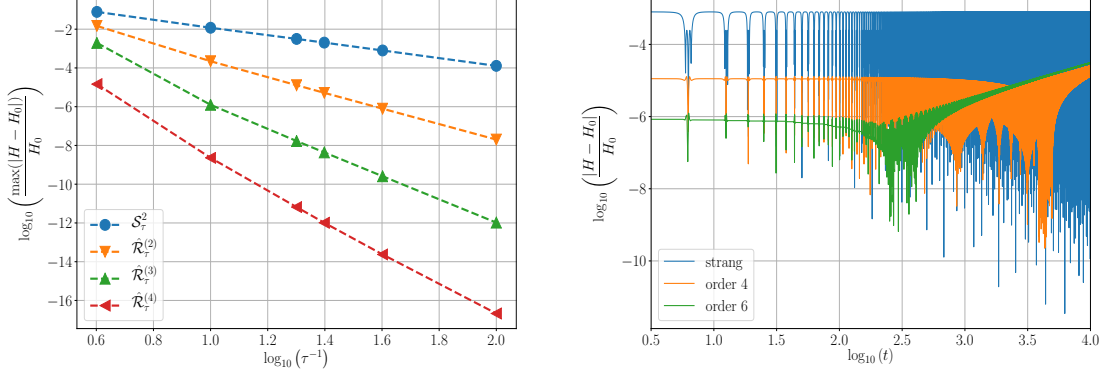 −2
−4
−6
−8
−10
−12
−14
−16
log₁₀ (max(|H − H₀|) / H₀)
𝒮²_τ
ℛ̂_τ^(2)
ℛ̂_τ^(3)
ℛ̂_τ^(4)
0.6 0.8 1.0 1.2 1.4 1.6 1.8 2.0
log₁₀ (τ⁻¹)
−4
−6
−8
−10
log₁₀ (|H − H₀| / H₀)
strang
order 4
order 6
0.5 1.0 1.5 2.0 2.5 3.0 3.5 4.0
log₁₀ (t)